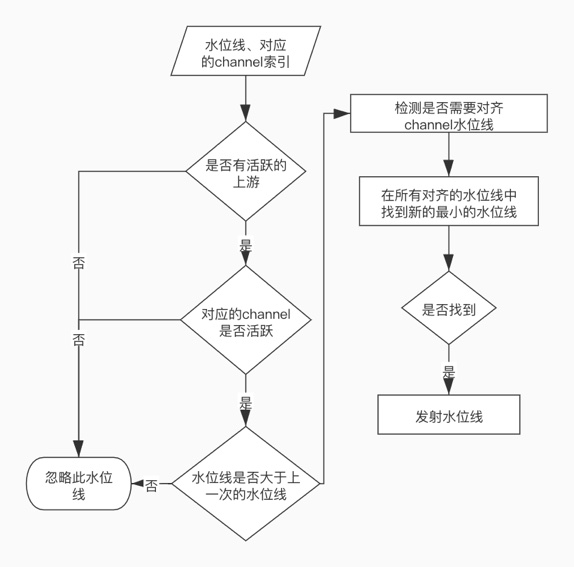 水位线、对应
的channel索引
是否有活跃的
上游
是
否
对应的channel
是否活跃
否
是
水位线是否大于上
一次的水位线
否
忽略此水位
线
检测是否需要对齐
channel水位线
在所有对齐的水位线中
找到新的最小的水位线
是否找到
是
发射水位线